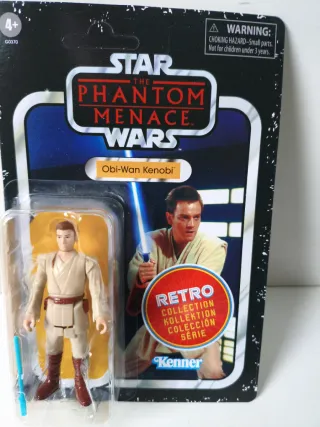 4+
WARNING:
CHOKING HAZARD-Small parts.
Not for children under 3 years.
STAR
THE
PHANTOM
MENACE
WARS
Obi-Wan Kenobi
RETRO
COLLECTION
KOLLEKTION
COLECCIÓN
SÉRIE
Kenner